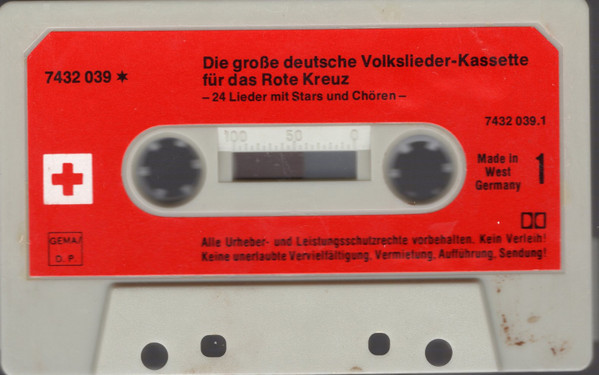 Die große deutsche Volkslieder-Kassette
7432 039 ✶ für das Rote Kreuz
– 24 Lieder mit Stars und Chören –
7432 039.1
100 50 0
Made in
West
Germany
1
GEMA/
D.P.
Alle Urheber- und Leistungsschutzrechte vorbehalten. Kein Verleih!
Keine unerlaubte Vervielfältigung, Vermietung, Aufführung, Sendung!